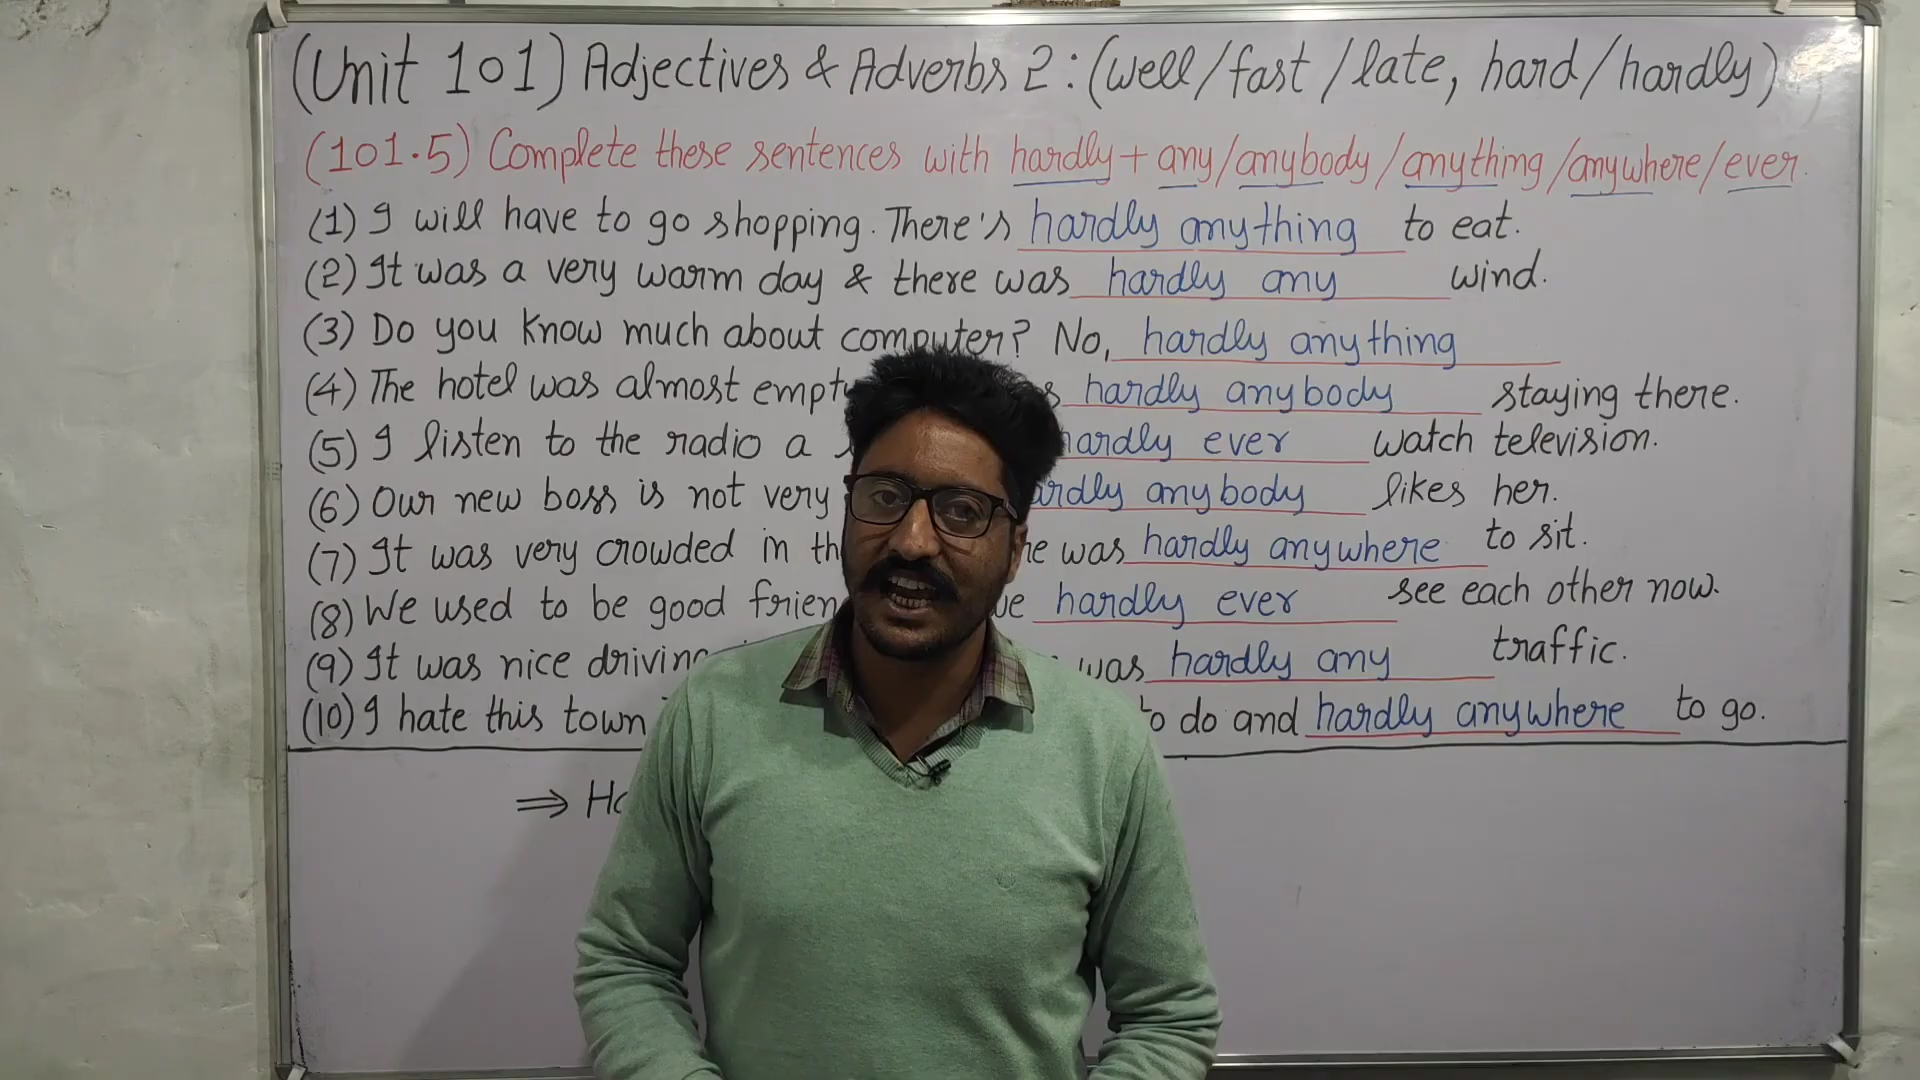 (Unit 101) Adjectives & Adverbs 2 : (well/fast/late, hard/hardly)
(101.5) Complete these sentences with hardly + any/anybody/anything/anywhere/ever.
(1) I will have to go shopping. There's hardly anything to eat.
(2) It was a very warm day & there was hardly any wind.
(3) Do you know much about computer? No, hardly anything
(4) The hotel was almost hardly anybody staying there.
(5) I listen to the radio a hardly ever watch television.
(6) Our new boss is not very hardly anybody likes her.
(7) It was very crowded in was hardly anywhere to sit.
(8) We used to be good hardly ever see each other now.
(9) It was nice was hardly any traffic.
(10) I hate this town to do and hardly anywhere to go.
⇒